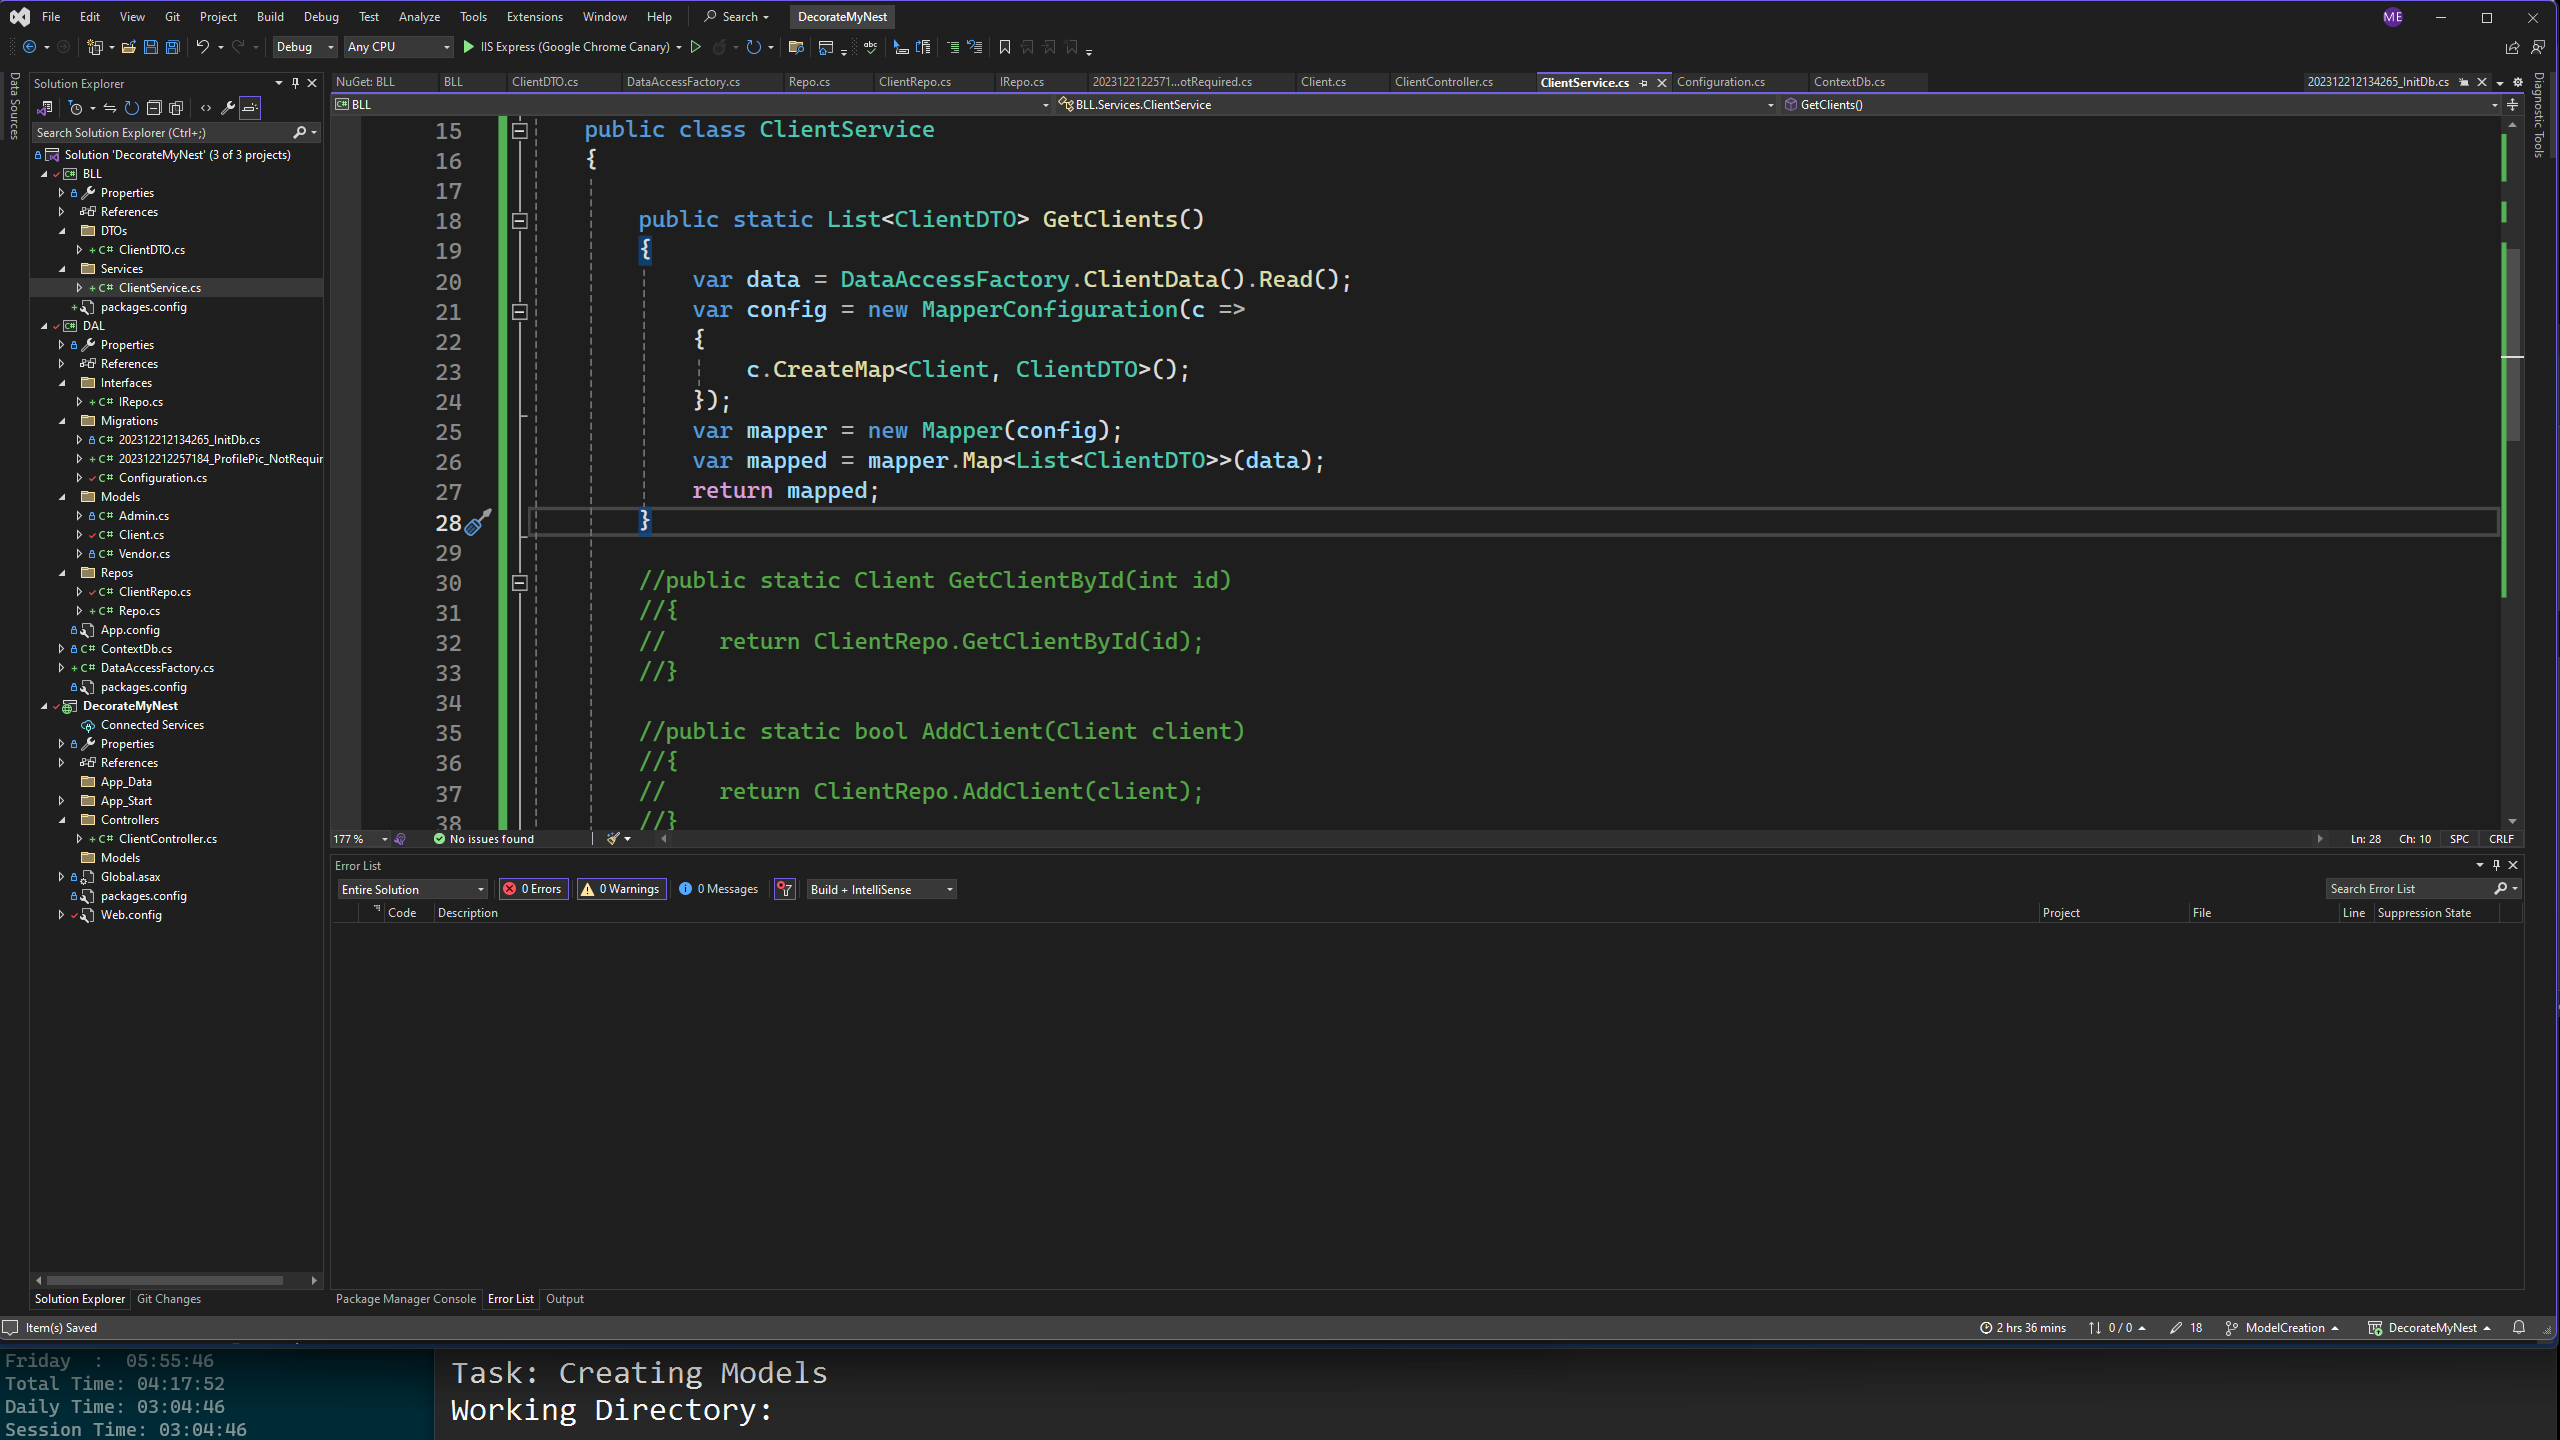 File Edit View Git Project Build Debug Test Analyze Tools Extensions Window Help Search DecorateMyNest ME
Debug Any CPU IIS Express (Google Chrome Canary)
Data Sources
Solution Explorer
Search Solution Explorer (Ctrl+;)
Solution 'DecorateMyNest' (3 of 3 projects)
BLL
Properties
References
DTOs
C# ClientDTO.cs
Services
C# ClientService.cs
packages.config
DAL
Properties
References
Interfaces
C# IRepo.cs
Migrations
C# 202312212134265_InitDb.cs
C# 202312212257184_ProfilePic_NotRequir
C# Configuration.cs
Models
C# Admin.cs
C# Client.cs
C# Vendor.cs
Repos
C# ClientRepo.cs
C# Repo.cs
App.config
C# ContextDb.cs
C# DataAccessFactory.cs
packages.config
DecorateMyNest
Connected Services
Properties
References
App_Data
App_Start
Controllers
C# ClientController.cs
Models
Global.asax
packages.config
Web.config
Solution Explorer Git Changes
NuGet: BLL BLL ClientDTO.cs DataAccessFactory.cs Repo.cs ClientRepo.cs IRepo.cs 2023122122571...otRequired.cs Client.cs ClientController.cs ClientService.cs Configuration.cs ContextDb.cs 202312212134265_InitDb.cs
BLL BLL.Services.ClientService GetClients()
15 public class ClientService
16 {
17
18 public static List<ClientDTO> GetClients()
19 {
20 var data = DataAccessFactory.ClientData().Read();
21 var config = new MapperConfiguration(c =>
22 {
23 c.CreateMap<Client, ClientDTO>();
24 });
25 var mapper = new Mapper(config);
26 var mapped = mapper.Map<List<ClientDTO>>(data);
27 return mapped;
28 }
29
30 //public static Client GetClientById(int id)
31 //{
32 // return ClientRepo.GetClientById(id);
33 //}
34
35 //public static bool AddClient(Client client)
36 //{
37 // return ClientRepo.AddClient(client);
38 //}
177 % No issues found Ln: 28 Ch: 10 SPC CRLF
Diagnostic Tools
Error List
Entire Solution 0 Errors 0 Warnings 0 Messages Build + IntelliSense Search Error List
Code Description Project File Line Suppression State
Package Manager Console Error List Output
Item(s) Saved 2 hrs 36 mins 0 / 0 18 ModelCreation DecorateMyNest
Friday : 05:55:46
Total Time: 04:17:52
Daily Time: 03:04:46
Session Time: 03:04:46
Task: Creating Models
Working Directory: